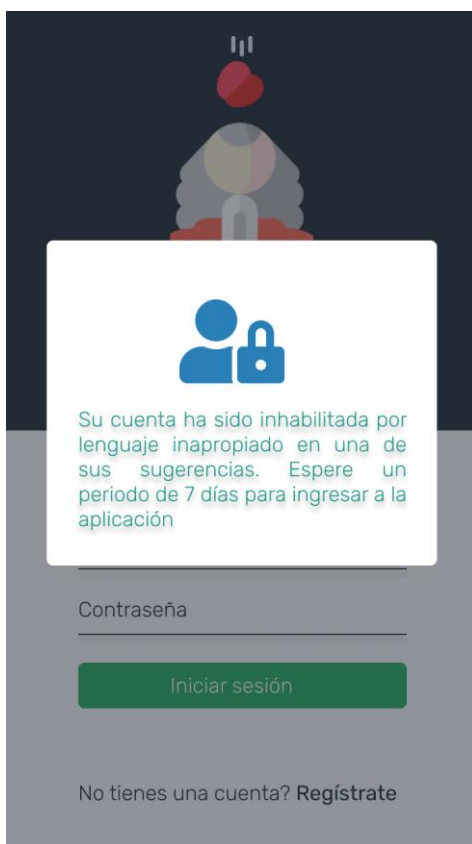 Su cuenta ha sido inhabilitada por
lenguaje inapropiado en una de
sus sugerencias. Espere un
periodo de 7 días para ingresar a la
aplicación
Contraseña
Iniciar sesión
No tienes una cuenta? Regístrate